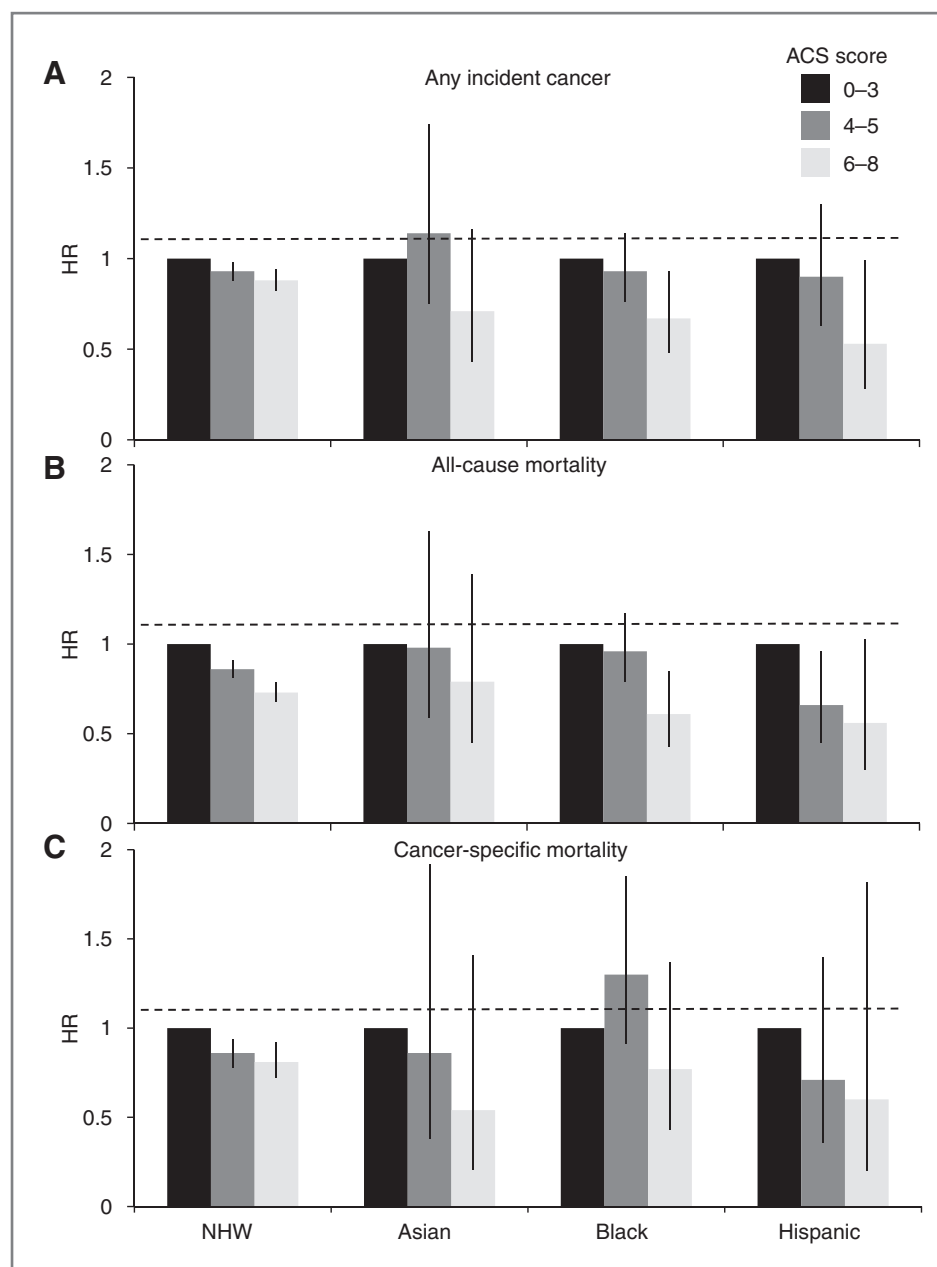 A
Any incident cancer
ACS score
0–3
4–5
6–8
2
1.5
1
0.5
0
HR
B
All-cause mortality
2
1.5
1
0.5
0
HR
C
Cancer-specific mortality
2
1.5
1
0.5
0
HR
NHW Asian Black Hispanic